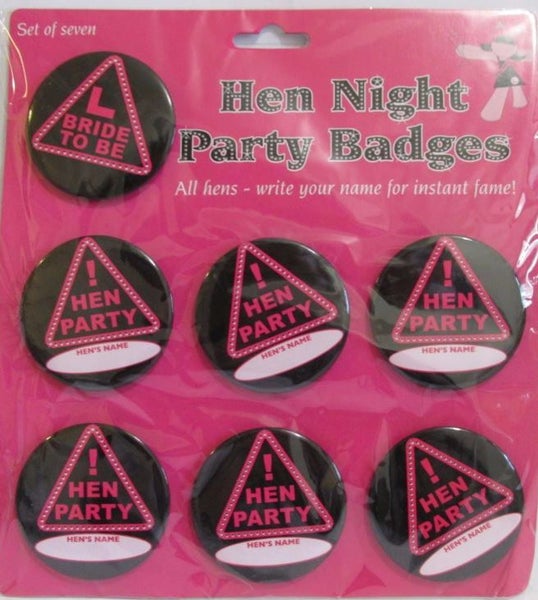 Set of seven
Hen Night
Party Badges
All hens - write your name for instant fame!
L
BRIDE
TO BE
!
HEN
PARTY
HEN'S NAME
!
HEN
PARTY
HEN'S NAME
!
HEN
PARTY
HEN'S NAME
!
HEN
PARTY
HEN'S NAME
!
HEN
PARTY
HEN'S NAME
!
HEN
PARTY
HEN'S NAME